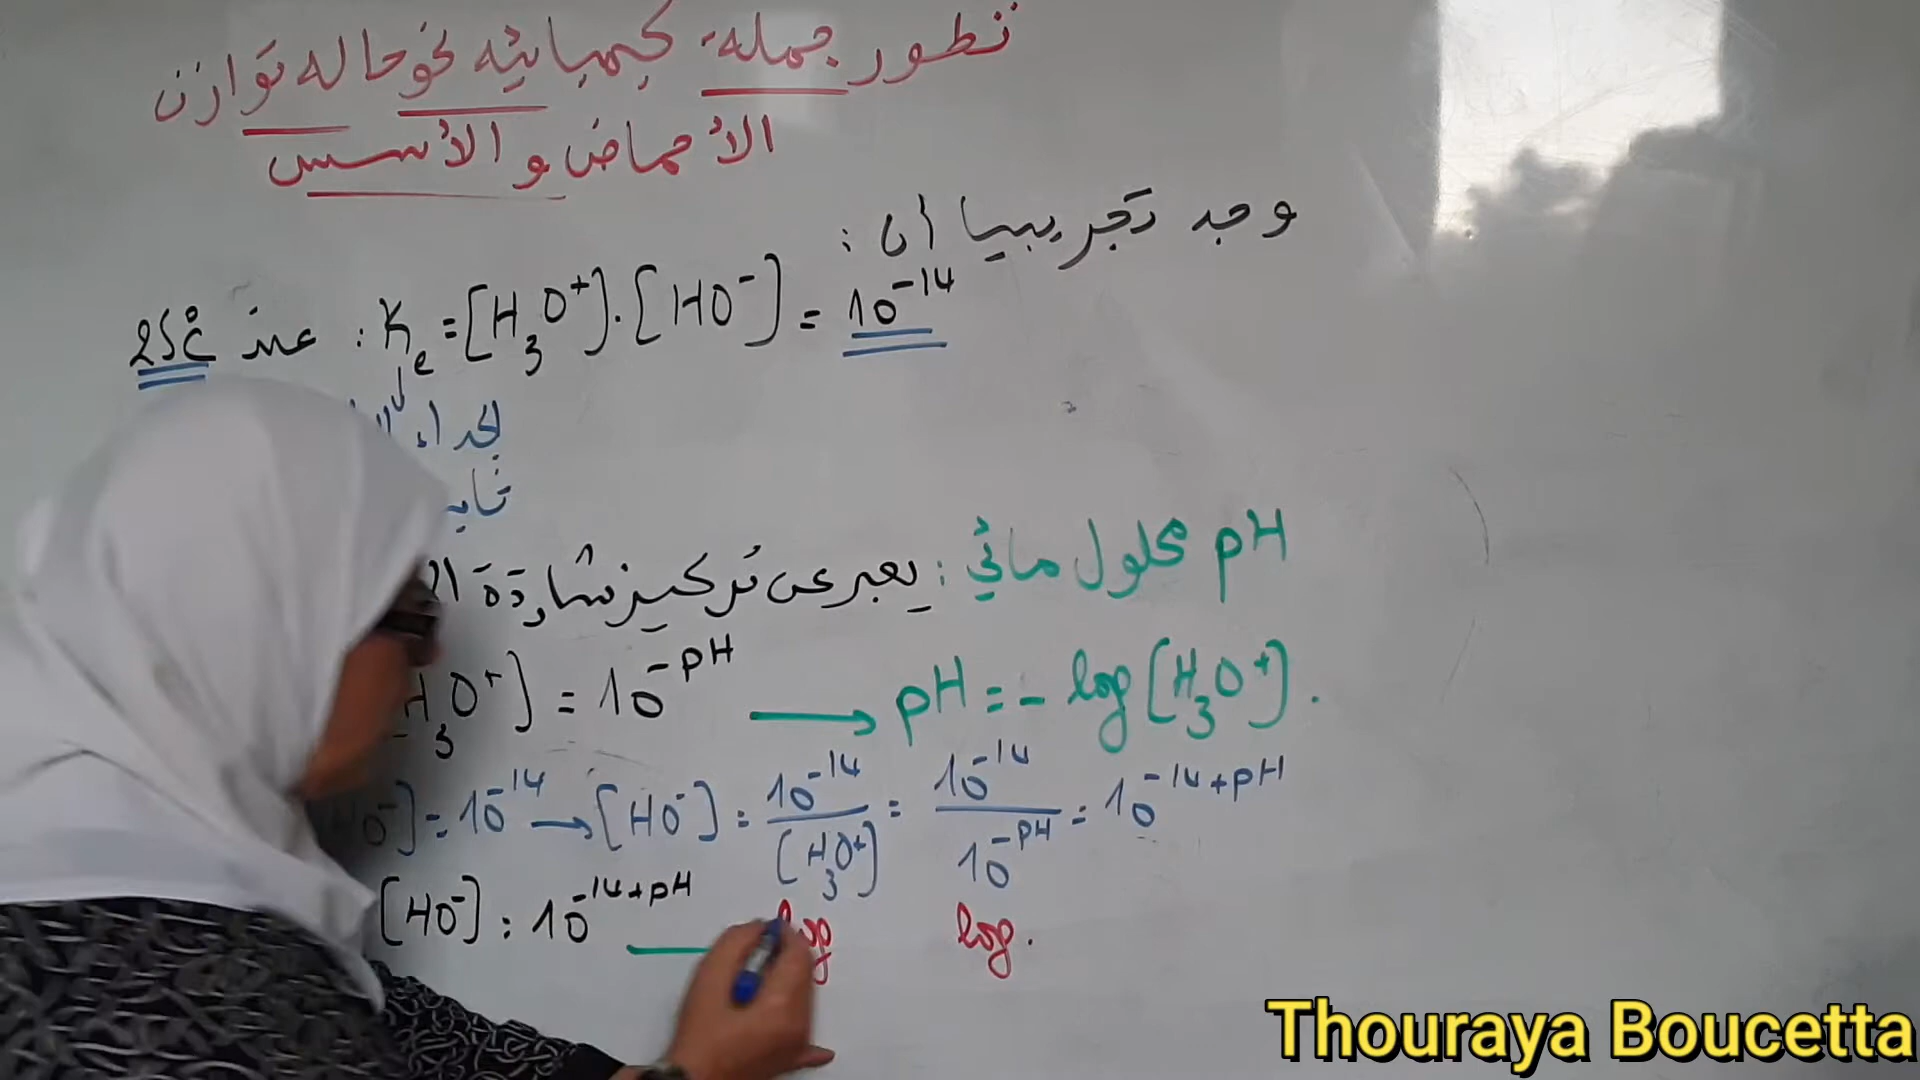 تطور جملة كيميائية نحو حالة توازن
الأحماض و الأسس
وجد تجريبيا أن :
25°C عند : Ke = [H₃O⁺].[HO⁻] = 10⁻¹⁴
pH محلول مائي : يعبر عن تركيز شاردة
H₃O⁺] = 10^-pH → pH = - log [H₃O⁺].
HO⁻] = 10⁻¹⁴ → [HO⁻] = 10⁻¹⁴/[H₃O⁺] = 10⁻¹⁴/10^-pH = 10^-14+pH
[HO⁻] = 10^-14+pH log log.
Thouraya Boucetta